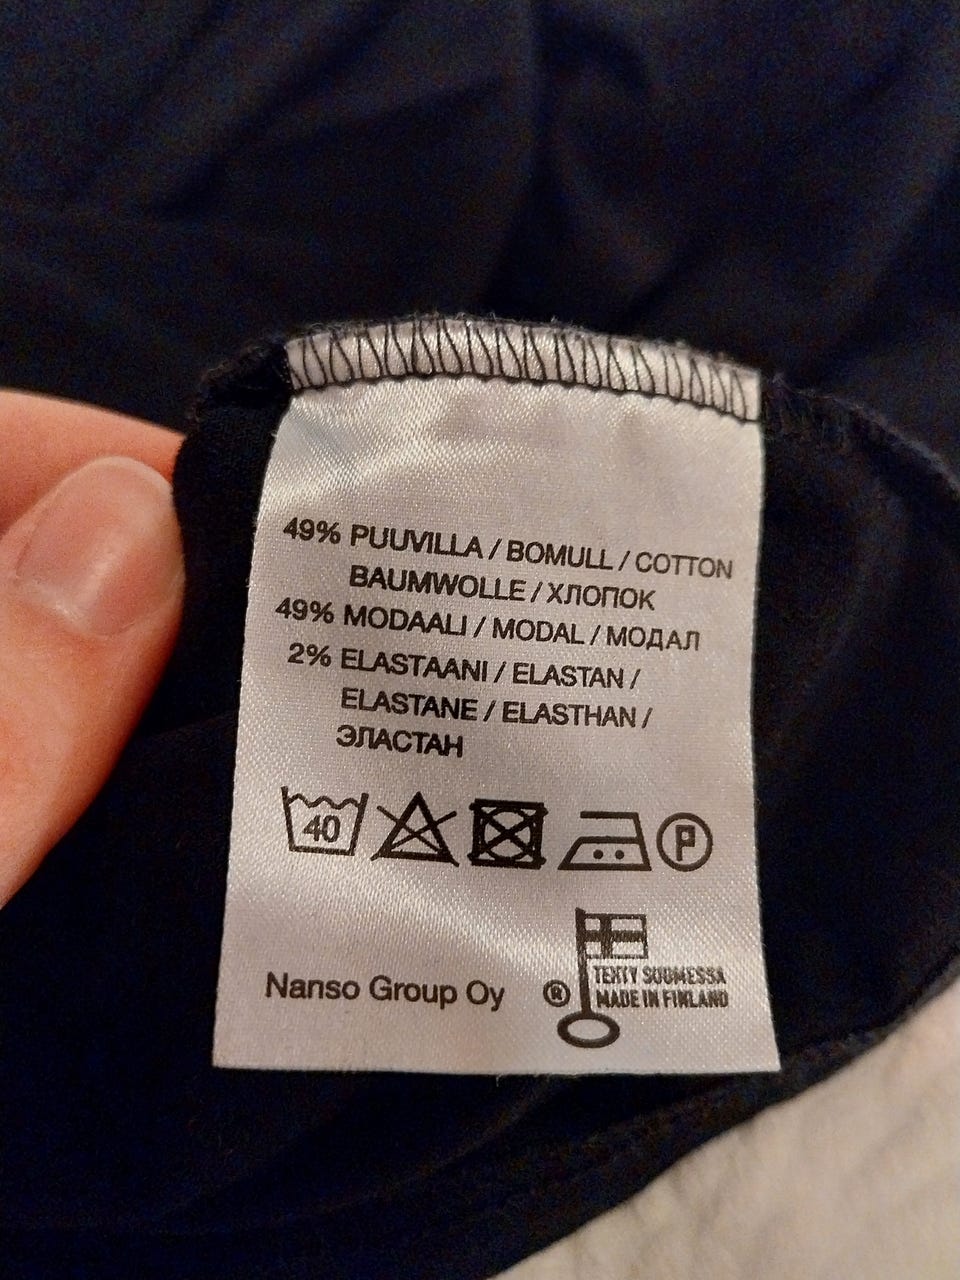 49% PUUVILLA / BOMULL / COTTON
BAUMWOLLE / ХЛОПОК
49% MODAALI / MODAL / МОДАЛ
2% ELASTAANI / ELASTAN /
ELASTANE / ELASTHAN /
ЭЛАСТАН
40
P
Nanso Group Oy
®
TEHTY SUOMESSA
MADE IN FINLAND